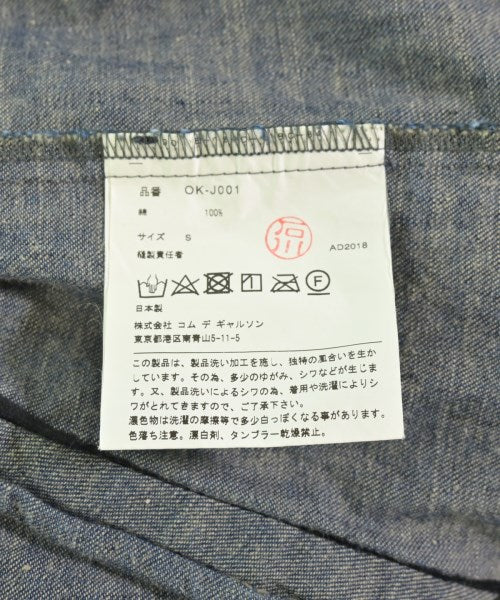 品番 OK-J001
綿 100%
サイズ S
縫製責任者
AD2018
日本製
株式会社 コム デ ギャルソン
東京都港区南青山5-11-5
この製品は、製品洗い加工を施し、独特の風合いを生か
しています。その為、多少のゆがみ、シワなどが生じま
す。又、製品洗いによるシワの為、着用や洗濯によりシ
ワがとれてきますので、ご了承下さい。
濃色物は洗濯の摩擦等で多少白っぽくなる事があります。
色落ち注意。漂白剤、タンブラー乾燥禁止。